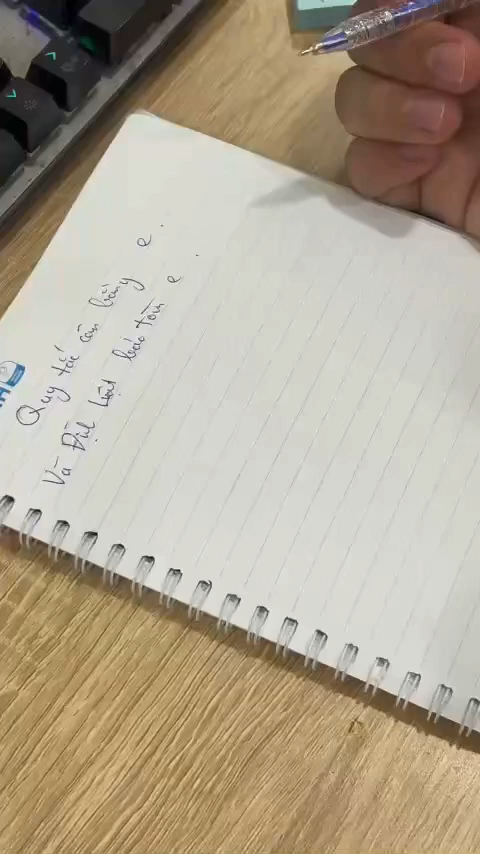 Quy tắc cân bằng e.
Và Định luật bảo toàn e.